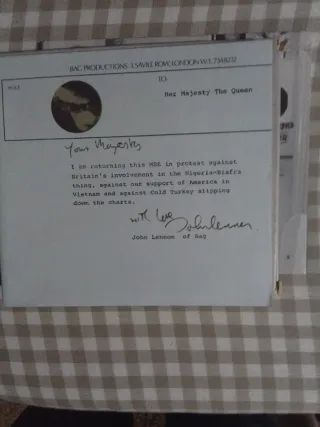 BAG PRODUCTIONS 3 SAVILE ROW, LONDON W.1. 734 8232
TO:
Her Majesty The Queen
Your Majesty
I am returning this MBE in protest against
Britain's involvement in the Nigeria-Biafra
thing, against our support of America in
Vietnam and against Cold Turkey slipping
down the charts.
with love
John Lennon
John Lennon of Bag